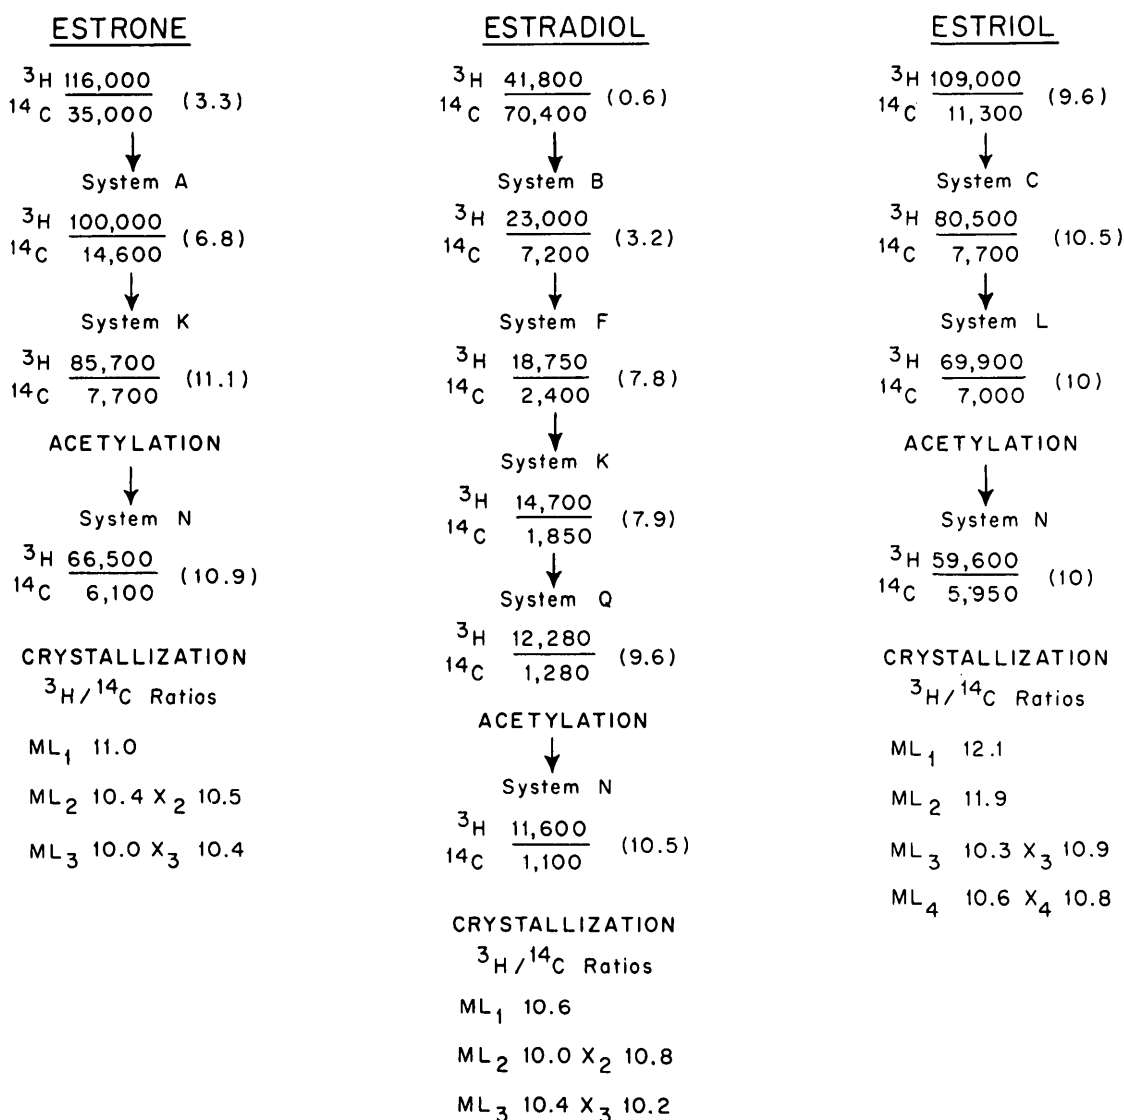 ESTRONE
³H 116,000
¹⁴C 35,000
(3.3)
System A
³H 100,000
¹⁴C 14,600
(6.8)
System K
³H 85,700
¹⁴C 7,700
(11.1)
ACETYLATION
System N
³H 66,500
¹⁴C 6,100
(10.9)
CRYSTALLIZATION
³H/¹⁴C Ratios
ML₁ 11.0
ML₂ 10.4 X₂ 10.5
ML₃ 10.0 X₃ 10.4
ESTRADIOL
³H 41,800
¹⁴C 70,400
(0.6)
System B
³H 23,000
¹⁴C 7,200
(3.2)
System F
³H 18,750
¹⁴C 2,400
(7.8)
System K
³H 14,700
¹⁴C 1,850
(7.9)
System Q
³H 12,280
¹⁴C 1,280
(9.6)
ACETYLATION
System N
³H 11,600
¹⁴C 1,100
(10.5)
CRYSTALLIZATION
³H/¹⁴C Ratios
ML₁ 10.6
ML₂ 10.0 X₂ 10.8
ML₃ 10.4 X₃ 10.2
ESTRIOL
³H 109,000
¹⁴C 11,300
(9.6)
System C
³H 80,500
¹⁴C 7,700
(10.5)
System L
³H 69,900
¹⁴C 7,000
(10)
ACETYLATION
System N
³H 59,600
¹⁴C 5,950
(10)
CRYSTALLIZATION
³H/¹⁴C Ratios
ML₁ 12.1
ML₂ 11.9
ML₃ 10.3 X₃ 10.9
ML₄ 10.6 X₄ 10.8